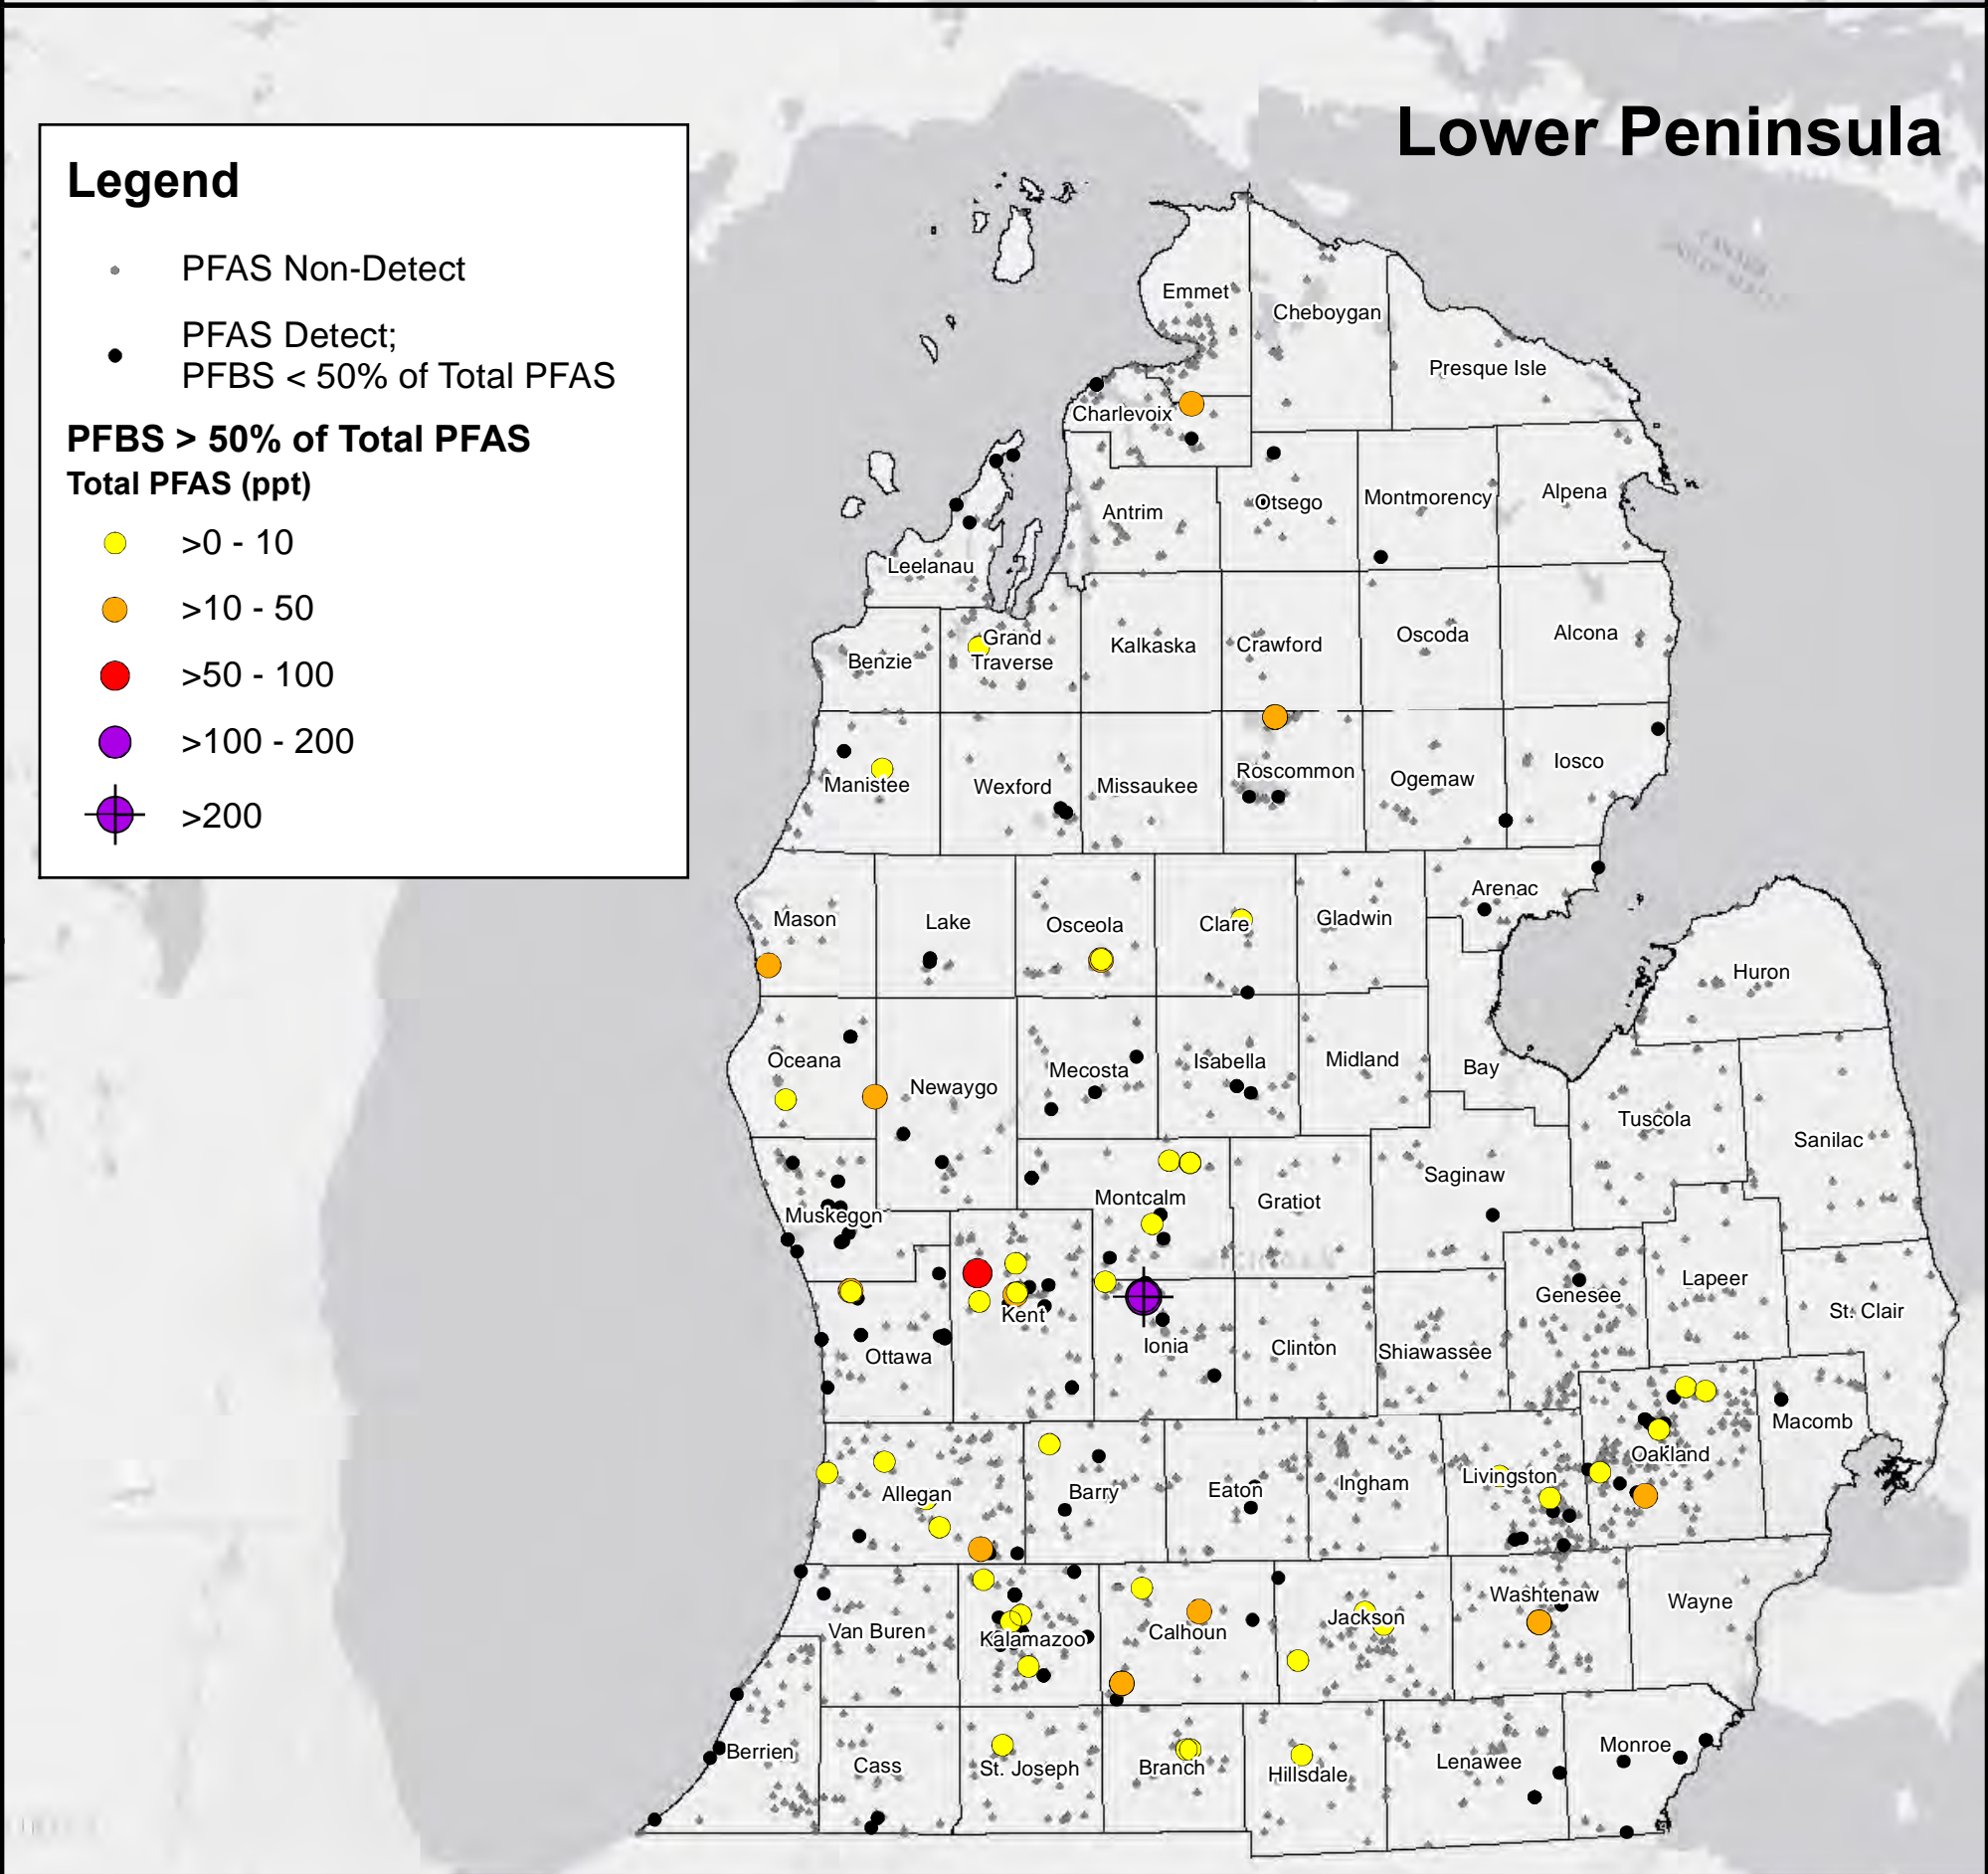 Lower Peninsula
Legend
PFAS Non-Detect
PFAS Detect;
PFBS < 50% of Total PFAS
PFBS > 50% of Total PFAS
Total PFAS (ppt)
>0 - 10
>10 - 50
>50 - 100
>100 - 200
>200
Emmet
Cheboygan
Presque Isle
Charlevoix
Antrim
Otsego
Montmorency
Alpena
Leelanau
Benzie
Grand
Traverse
Kalkaska
Crawford
Oscoda
Alcona
Manistee
Wexford
Missaukee
Roscommon
Ogemaw
Iosco
Mason
Lake
Osceola
Clare
Gladwin
Arenac
Huron
Oceana
Newaygo
Mecosta
Isabella
Midland
Bay
Tuscola
Sanilac
Muskegon
Montcalm
Gratiot
Saginaw
Kent
Ottawa
Ionia
Clinton
Shiawassee
Genesee
Lapeer
St. Clair
Allegan
Barry
Eaton
Ingham
Livingston
Oakland
Macomb
Van Buren
Kalamazoo
Calhoun
Jackson
Washtenaw
Wayne
Berrien
Cass
St. Joseph
Branch
Hillsdale
Lenawee
Monroe